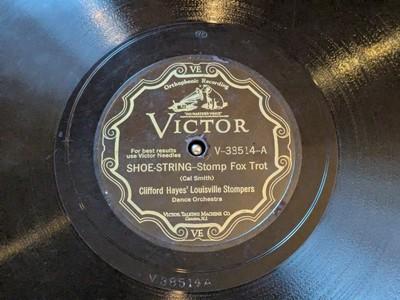 VE
Orthophonic Recording
"HIS MASTER'S VOICE"
VICTOR
For best results
use Victor Needles
V-38514-A
SHOE-STRING–Stomp Fox Trot
(Cal Smith)
Clifford Hayes' Louisville Stompers
Dance Orchestra
VICTOR TALKING MACHINE CO.
Camden, N.J.
VE
V38514A